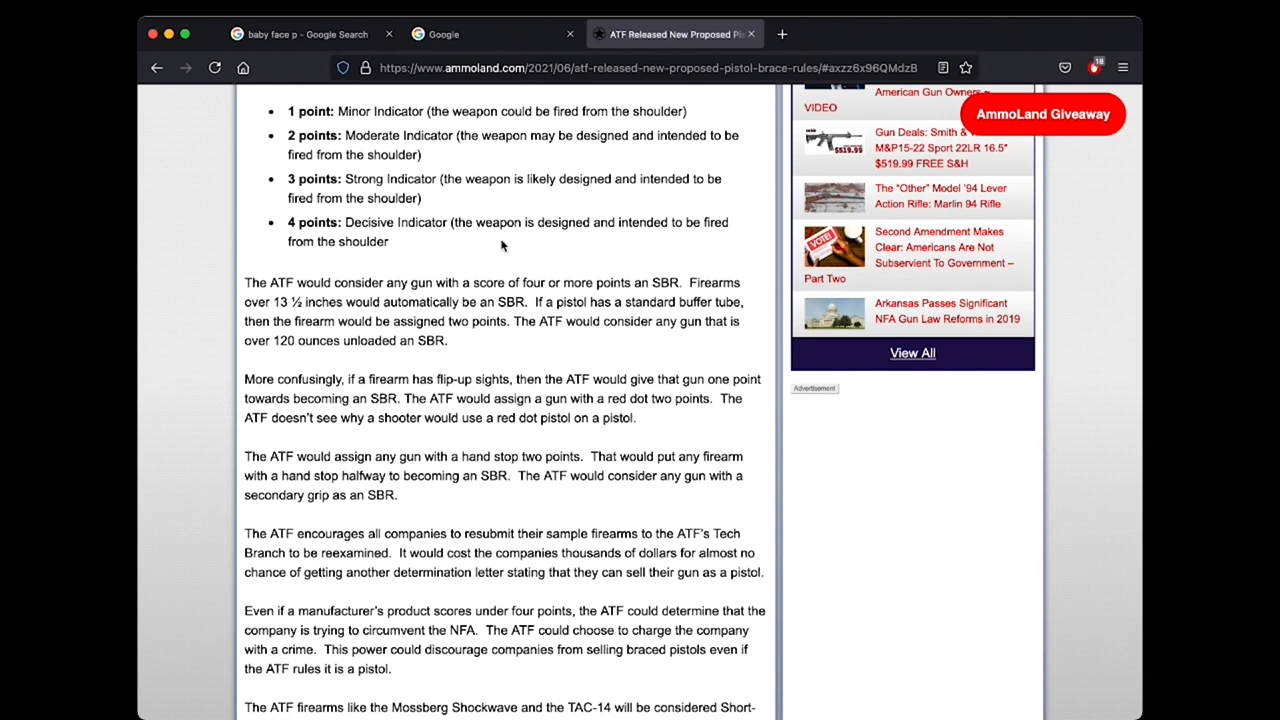 baby face p - Google Search
Google
ATF Released New Proposed Pis
https://www.ammoland.com/2021/06/atf-released-new-proposed-pistol-brace-rules/#axzz6x96QMdzB
18
• 1 point: Minor Indicator (the weapon could be fired from the shoulder)
• 2 points: Moderate Indicator (the weapon may be designed and intended to be
fired from the shoulder)
• 3 points: Strong Indicator (the weapon is likely designed and intended to be
fired from the shoulder)
• 4 points: Decisive Indicator (the weapon is designed and intended to be fired
from the shoulder
The ATF would consider any gun with a score of four or more points an SBR.  Firearms
over 13 ½ inches would automatically be an SBR.  If a pistol has a standard buffer tube,
then the firearm would be assigned two points. The ATF would consider any gun that is
over 120 ounces unloaded an SBR.
More confusingly, if a firearm has flip-up sights, then the ATF would give that gun one point
towards becoming an SBR. The ATF would assign a gun with a red dot two points.  The
ATF doesn't see why a shooter would use a red dot pistol on a pistol.
The ATF would assign any gun with a hand stop two points.  That would put any firearm
with a hand stop halfway to becoming an SBR.  The ATF would consider any gun with a
secondary grip as an SBR.
The ATF encourages all companies to resubmit their sample firearms to the ATF's Tech
Branch to be reexamined.  It would cost the companies thousands of dollars for almost no
chance of getting another determination letter stating that they can sell their gun as a pistol.
Even if a manufacturer's product scores under four points, the ATF could determine that the
company is trying to circumvent the NFA.  The ATF could choose to charge the company
with a crime.  This power could discourage companies from selling braced pistols even if
the ATF rules it is a pistol.
The ATF firearms like the Mossberg Shockwave and the TAC-14 will be considered Short-
American Gun Owners ~
VIDEO
AmmoLand Giveaway
Gun Deals: Smith &
M&P15-22 Sport 22LR 16.5"
$519.99 FREE S&H
$519.99
The "Other" Model '94 Lever
Action Rifle: Marlin 94 Rifle
VOTE!
Second Amendment Makes
Clear: Americans Are Not
Subservient To Government –
Part Two
Arkansas Passes Significant
NFA Gun Law Reforms in 2019
View All
Advertisement